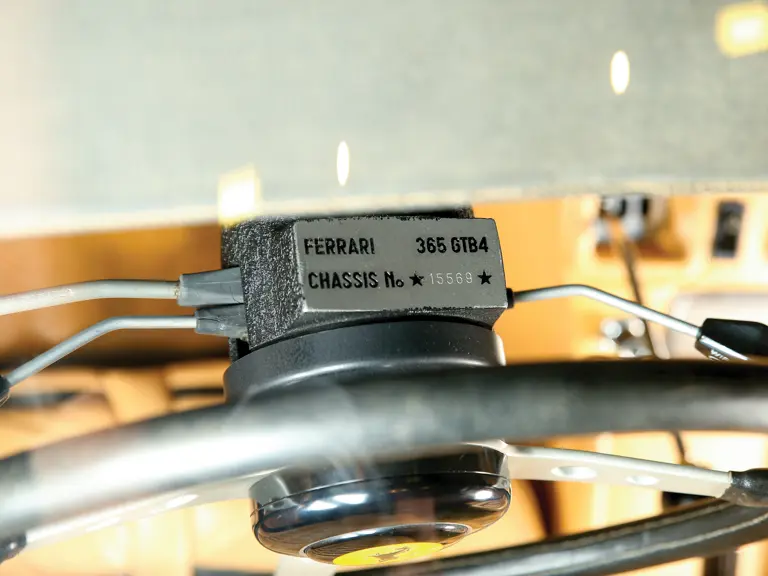 FERRARI 365 GTB4
CHASSIS No ★ 15569 ★